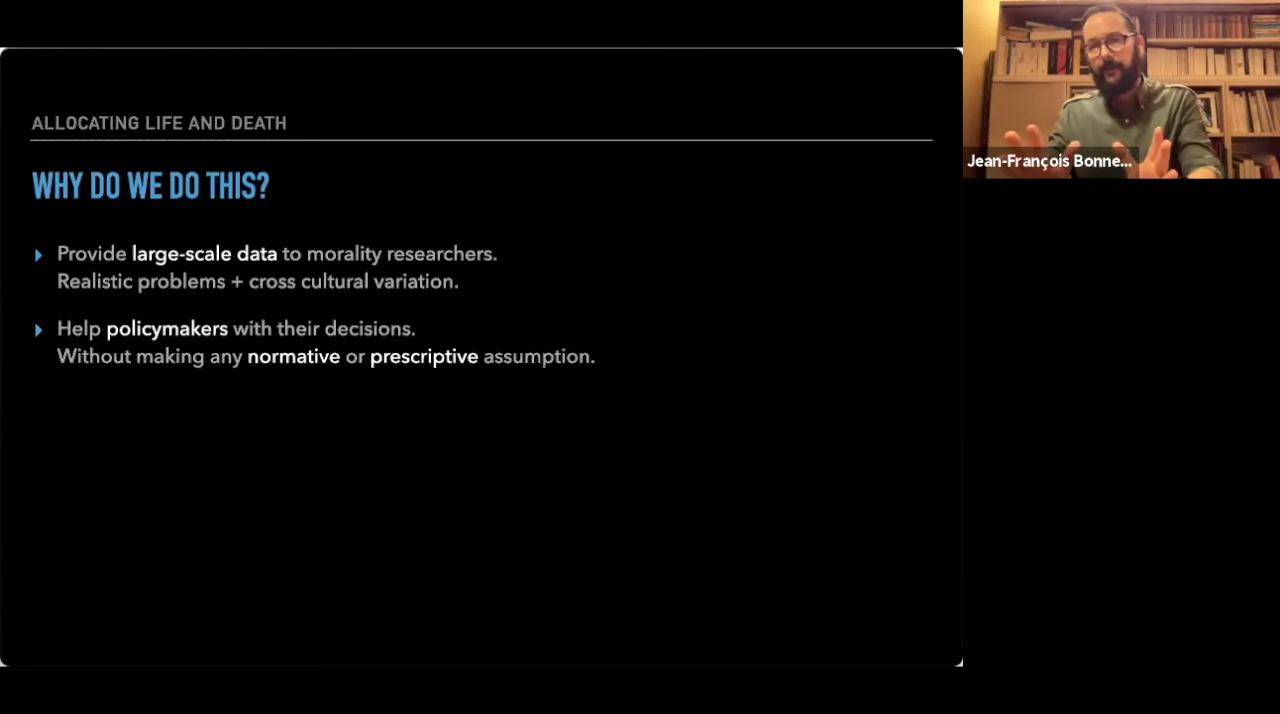 ALLOCATING LIFE AND DEATH
WHY DO WE DO THIS?
Provide large-scale data to morality researchers.
Realistic problems + cross cultural variation.
Help policymakers with their decisions.
Without making any normative or prescriptive assumption.
Jean-François Bonne...